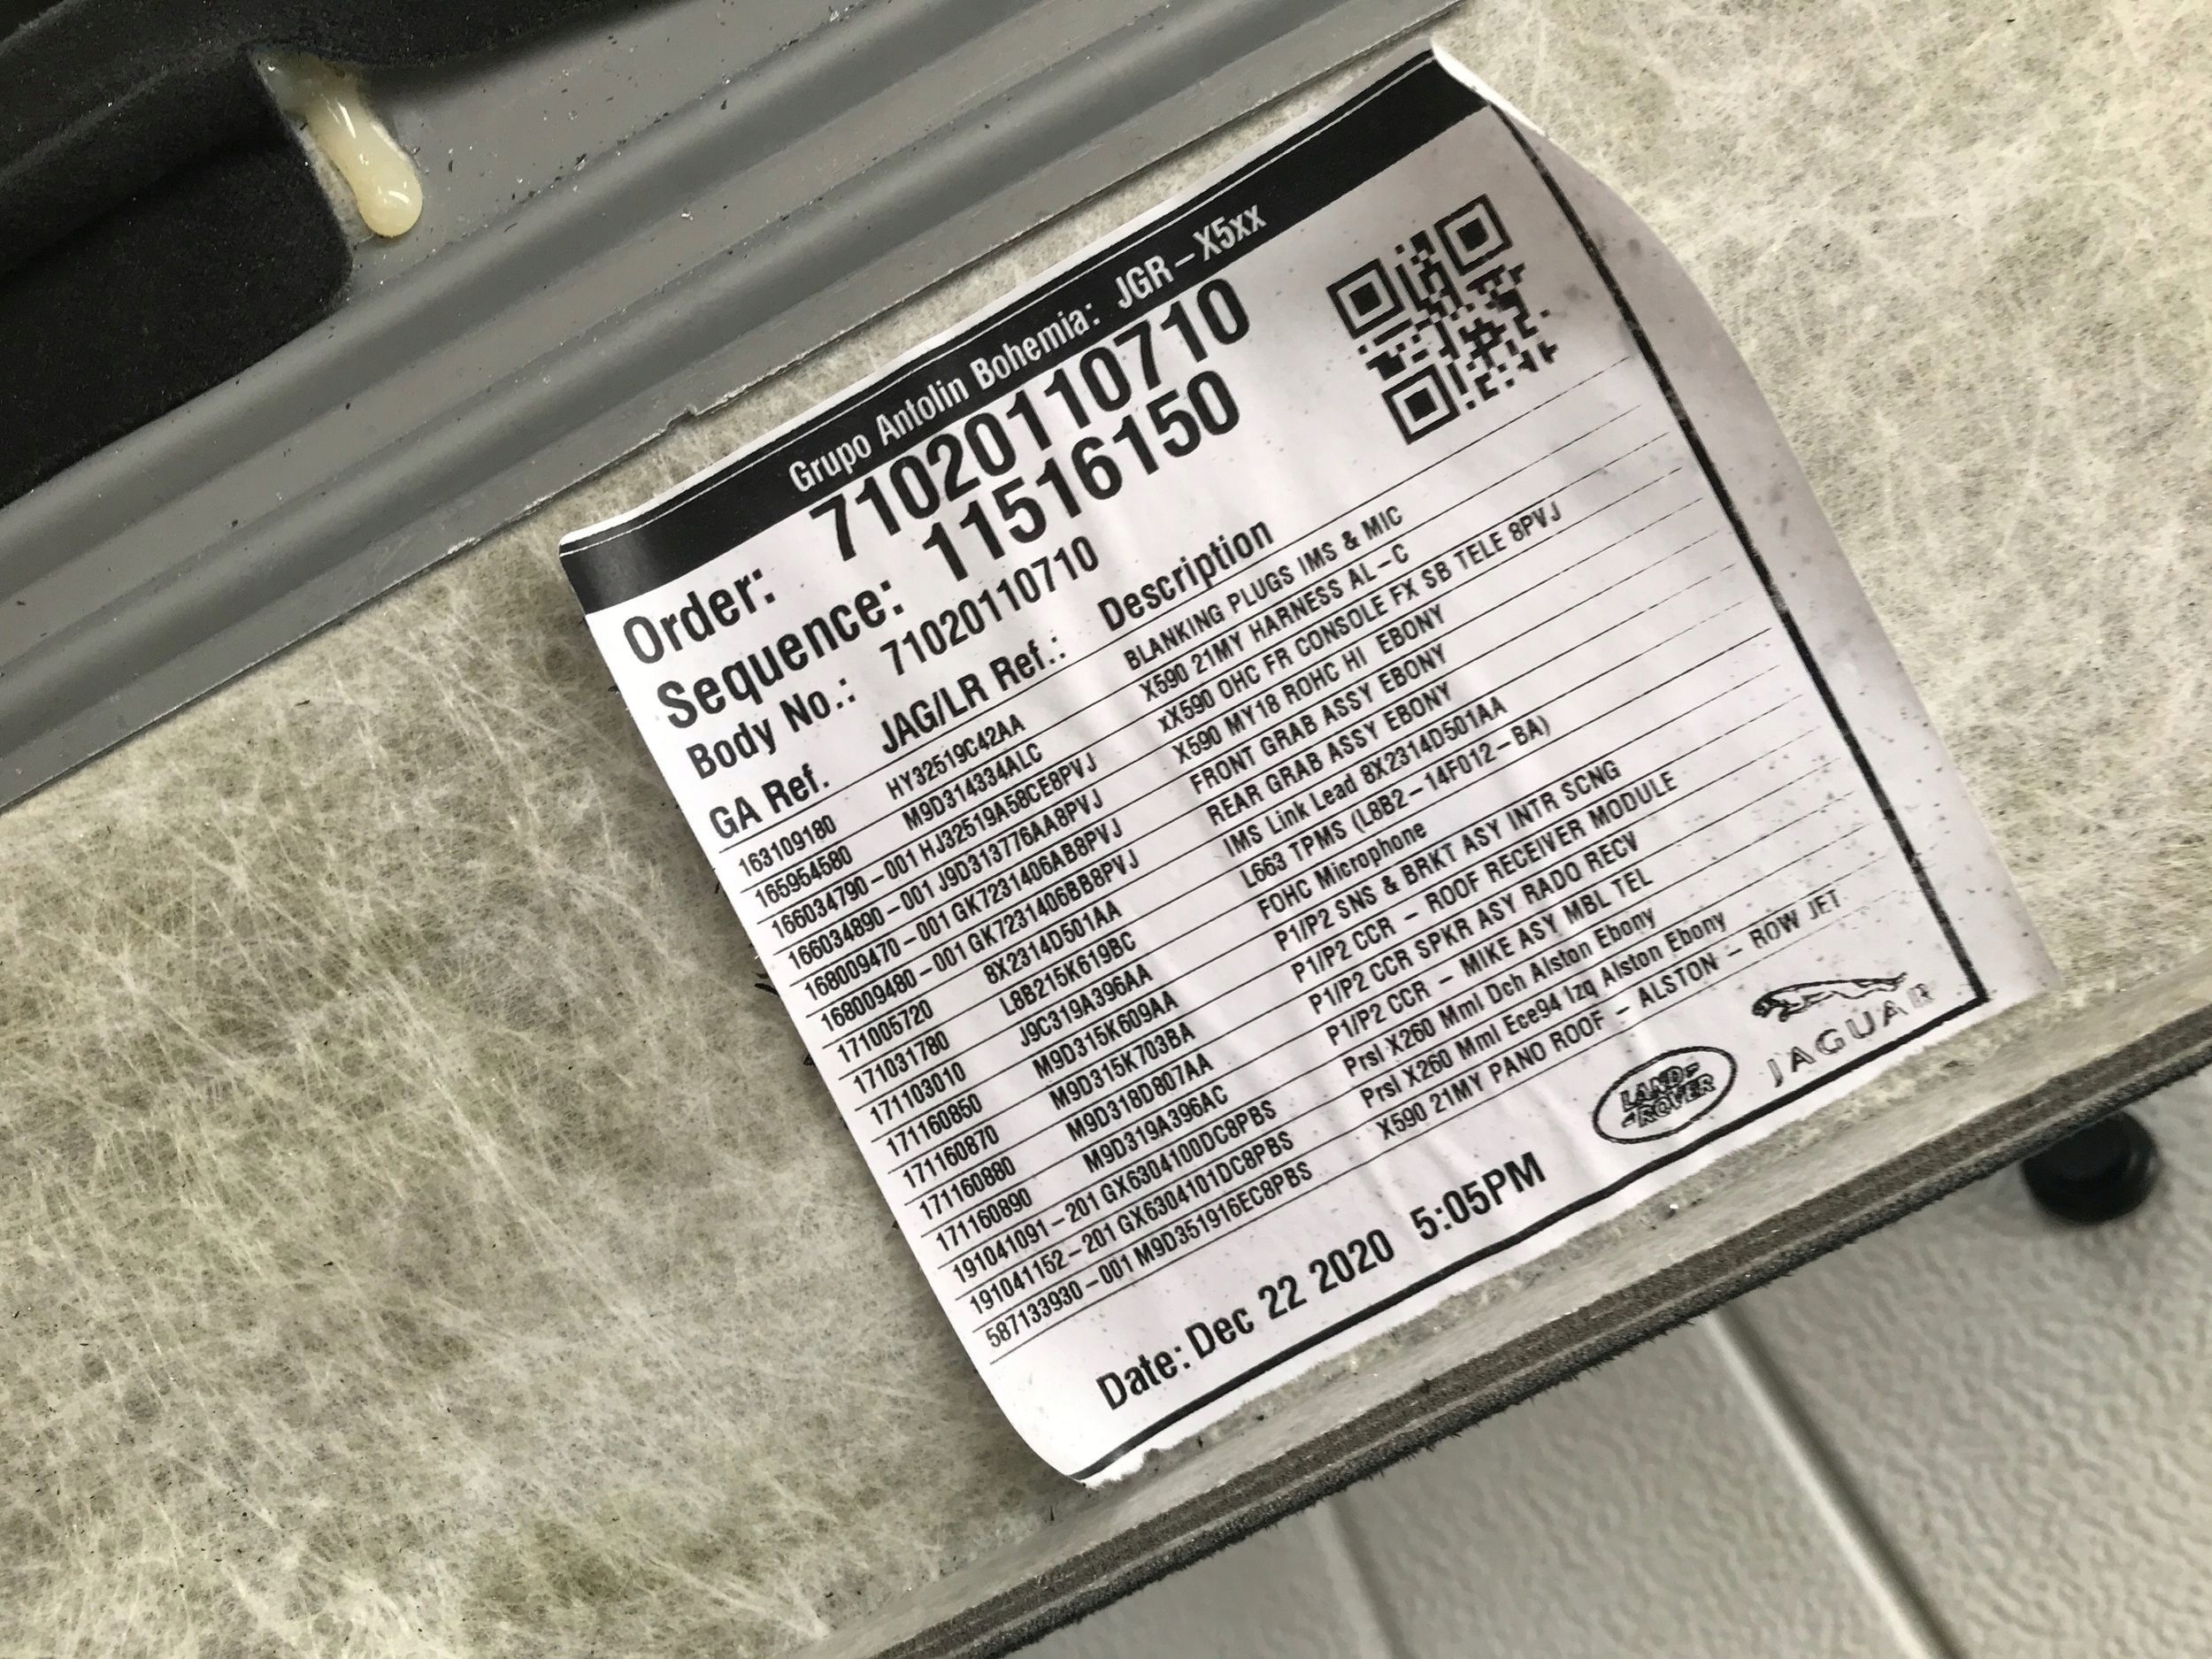 Grupo Antolin Bohemia: JGR-X5xx
Order: 71020110710
Sequence: 11516150
Body No.: 71020110710
GA Ref. JAG/LR Ref.: Description
163109180 HY32519C42AA BLANKING PLUGS IMS & MIC
165954580 M9D314334ALC X590 21MY HARNESS AL-C
166034790-001 HJ32519A58CE8PVJ xX590 OHC FR CONSOLE FX SB TELE 8PVJ
166034890-001 J9D313776AA8PVJ X590 MY18 ROHC HI EBONY
168009470-001 GK7231406AB8PVJ FRONT GRAB ASSY EBONY
168009480-001 GK7231406BB8PVJ REAR GRAB ASSY EBONY
171005720 8X2314D501AA IMS Link Lead 8X2314D501AA
171031780 L8B215K619BC L663 TPMS (L8B2-14F012-BA)
171103010 J9C319A396AA FOHC Microphone
171160850 M9D315K609AA P1/P2 SNS & BRKT ASY INTR SCNG
171160870 M9D315K703BA P1/P2 CCR - ROOF RECEIVER MODULE
171160880 M9D318D807AA P1/P2 CCR SPKR ASY RADO RECV
171160890 M9D319A396AC P1/P2 CCR - MIKE ASY MBL TEL
191041091-201 GX6304100DC8PBS Prsl X260 Mml Dch Alston Ebony
191041152-201 GX6304101DC8PBS Prsl X260 Mml Ece94 1zq Alston Ebony
587133930-001 M9D351916EC8PBS X590 21MY PANO ROOF - ALSTON - ROW JET
Date: Dec 22 2020 5:05PM
LAND-
-ROVER
JAGUAR